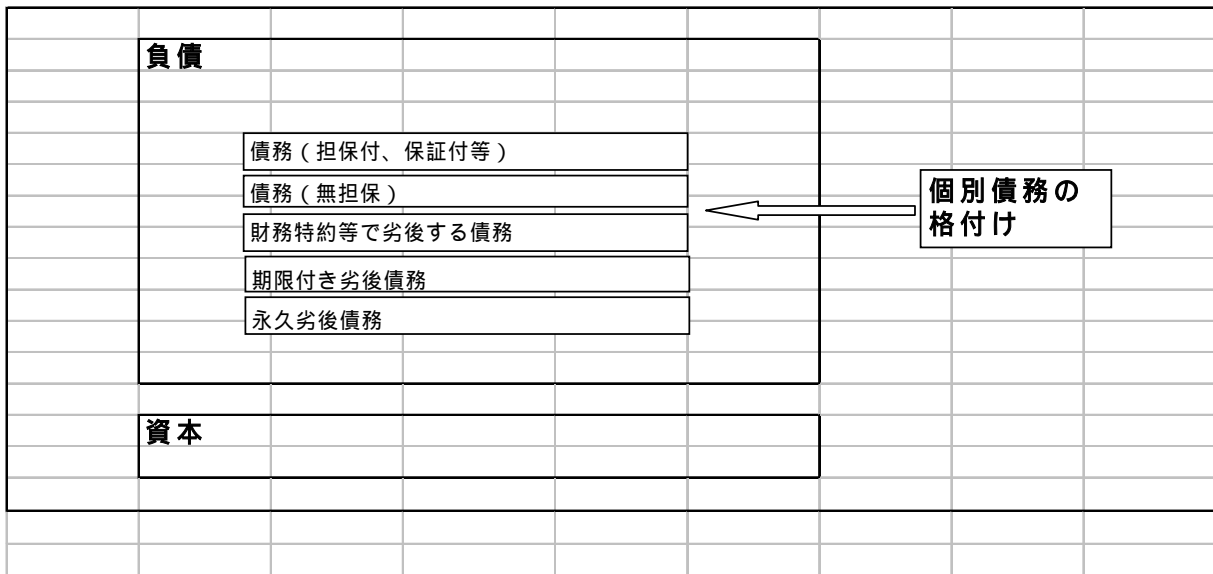 負債
債務（担保付、保証付等）
債務（無担保）
財務特約等で劣後する債務
期限付き劣後債務
永久劣後債務
個別債務の
格付け
資本